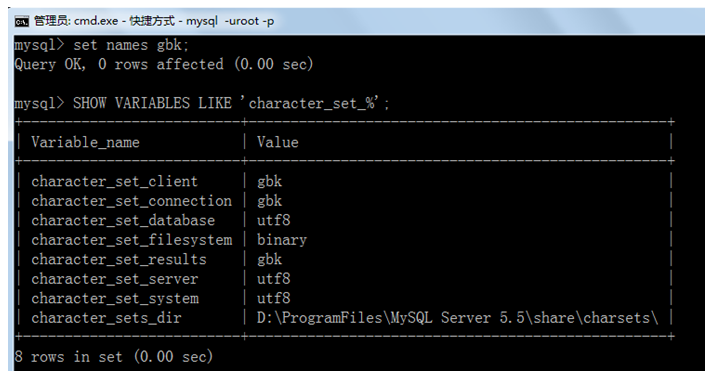 管理员: cmd.exe - 快捷方式 - mysql  -uroot -p
mysql> set names gbk;
Query OK, 0 rows affected (0.00 sec)
mysql> SHOW VARIABLES LIKE 'character_set_%';
+--------------------------+-------------------------------------------+
| Variable_name            | Value                                     |
+--------------------------+-------------------------------------------+
| character_set_client     | gbk                                       |
| character_set_connection | gbk                                       |
| character_set_database   | utf8                                      |
| character_set_filesystem | binary                                    |
| character_set_results    | gbk                                       |
| character_set_server     | utf8                                      |
| character_set_system     | utf8                                      |
| character_sets_dir       | D:\ProgramFiles\MySQL Server 5.5\share\charsets\ |
+--------------------------+-------------------------------------------+
8 rows in set (0.00 sec)